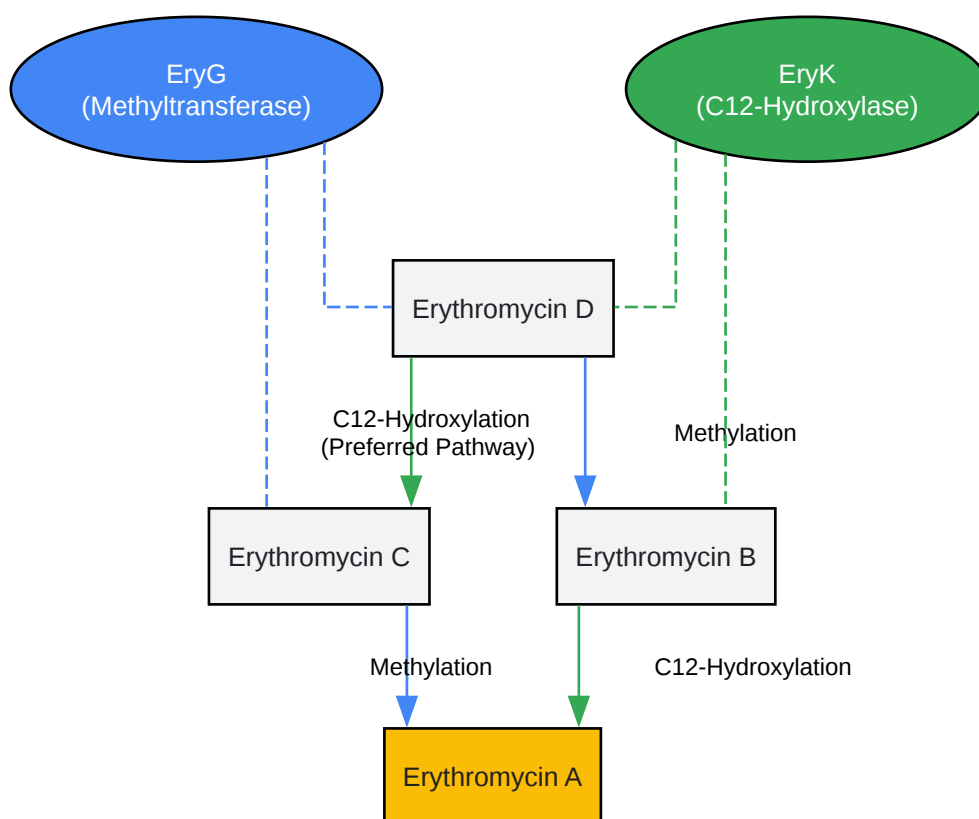 EryG
(Methyltransferase)
EryK
(C12-Hydroxylase)
Erythromycin D
C12-Hydroxylation
(Preferred Pathway)
Methylation
Erythromycin C
Erythromycin B
Methylation
C12-Hydroxylation
Erythromycin A